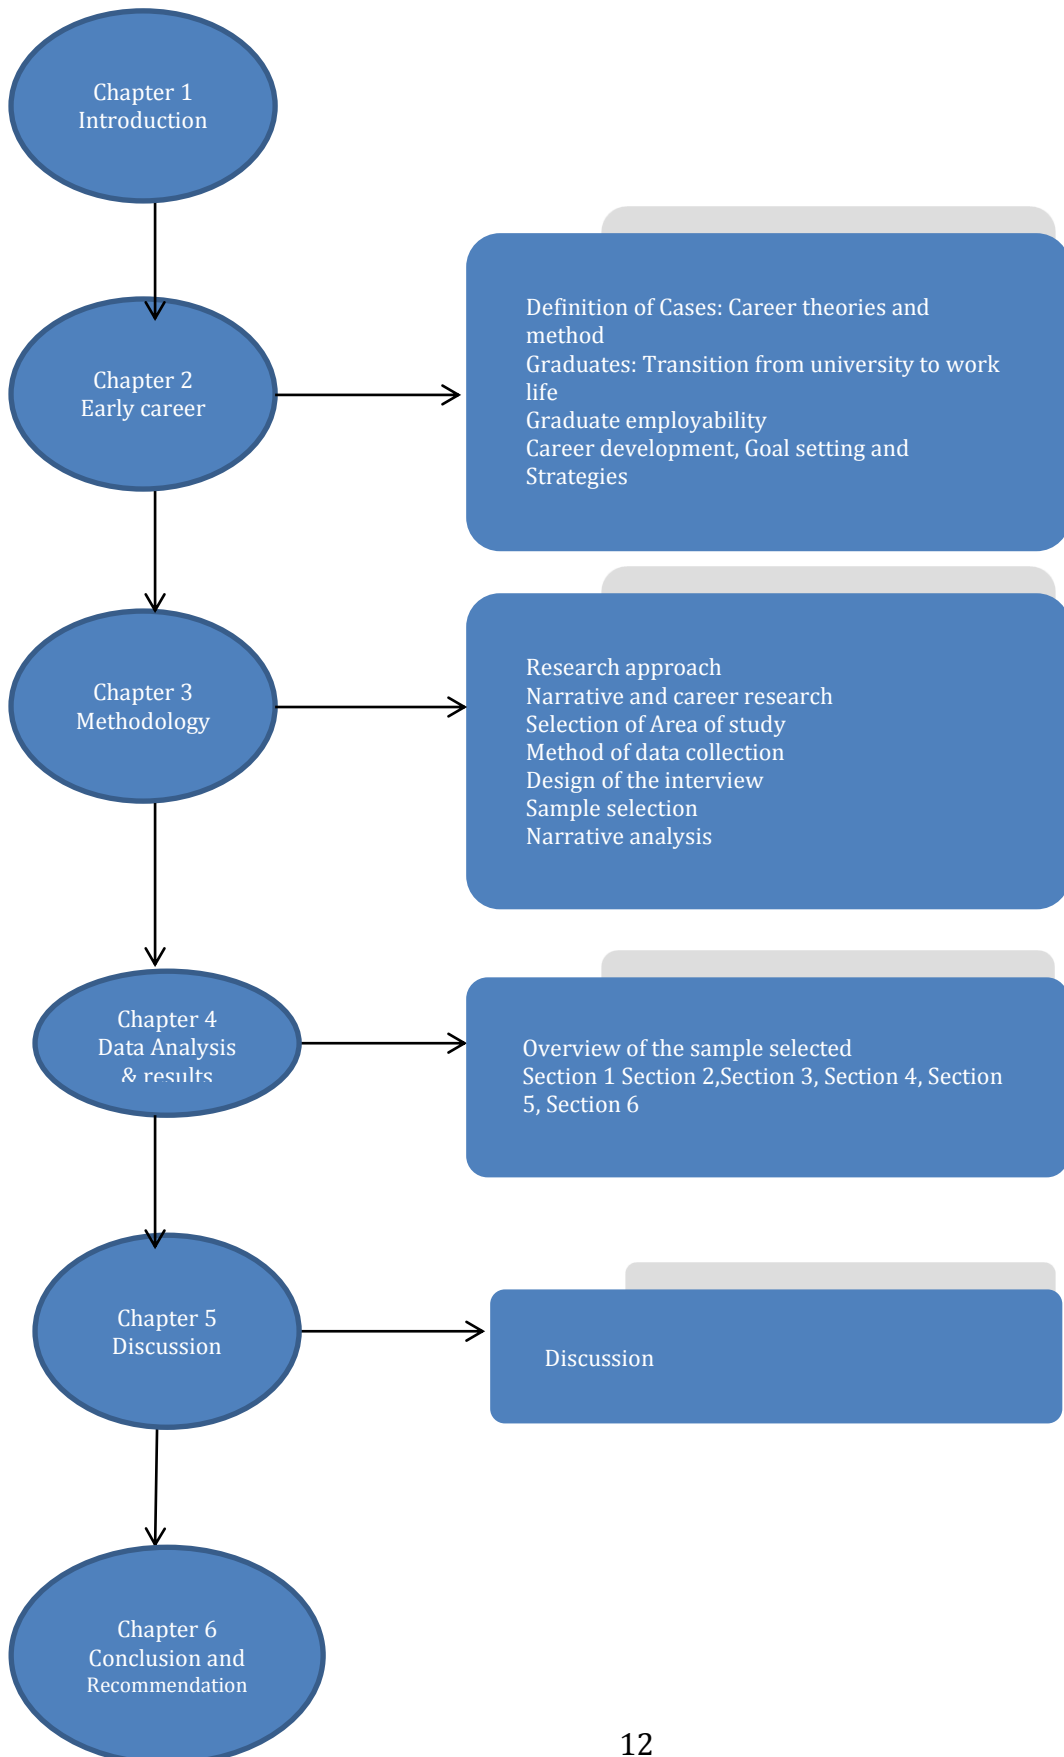 Chapter 1
Introduction
Chapter 2
Early career
Definition of Cases: Career theories and
method
Graduates: Transition from university to work
life
Graduate employability
Career development, Goal setting and
Strategies
Chapter 3
Methodology
Research approach
Narrative and career research
Selection of Area of study
Method of data collection
Design of the interview
Sample selection
Narrative analysis
Chapter 4
Data Analysis
& results
Overview of the sample selected
Section 1 Section 2,Section 3, Section 4, Section
5, Section 6
Chapter 5
Discussion
Discussion
Chapter 6
Conclusion and
Recommendation
12